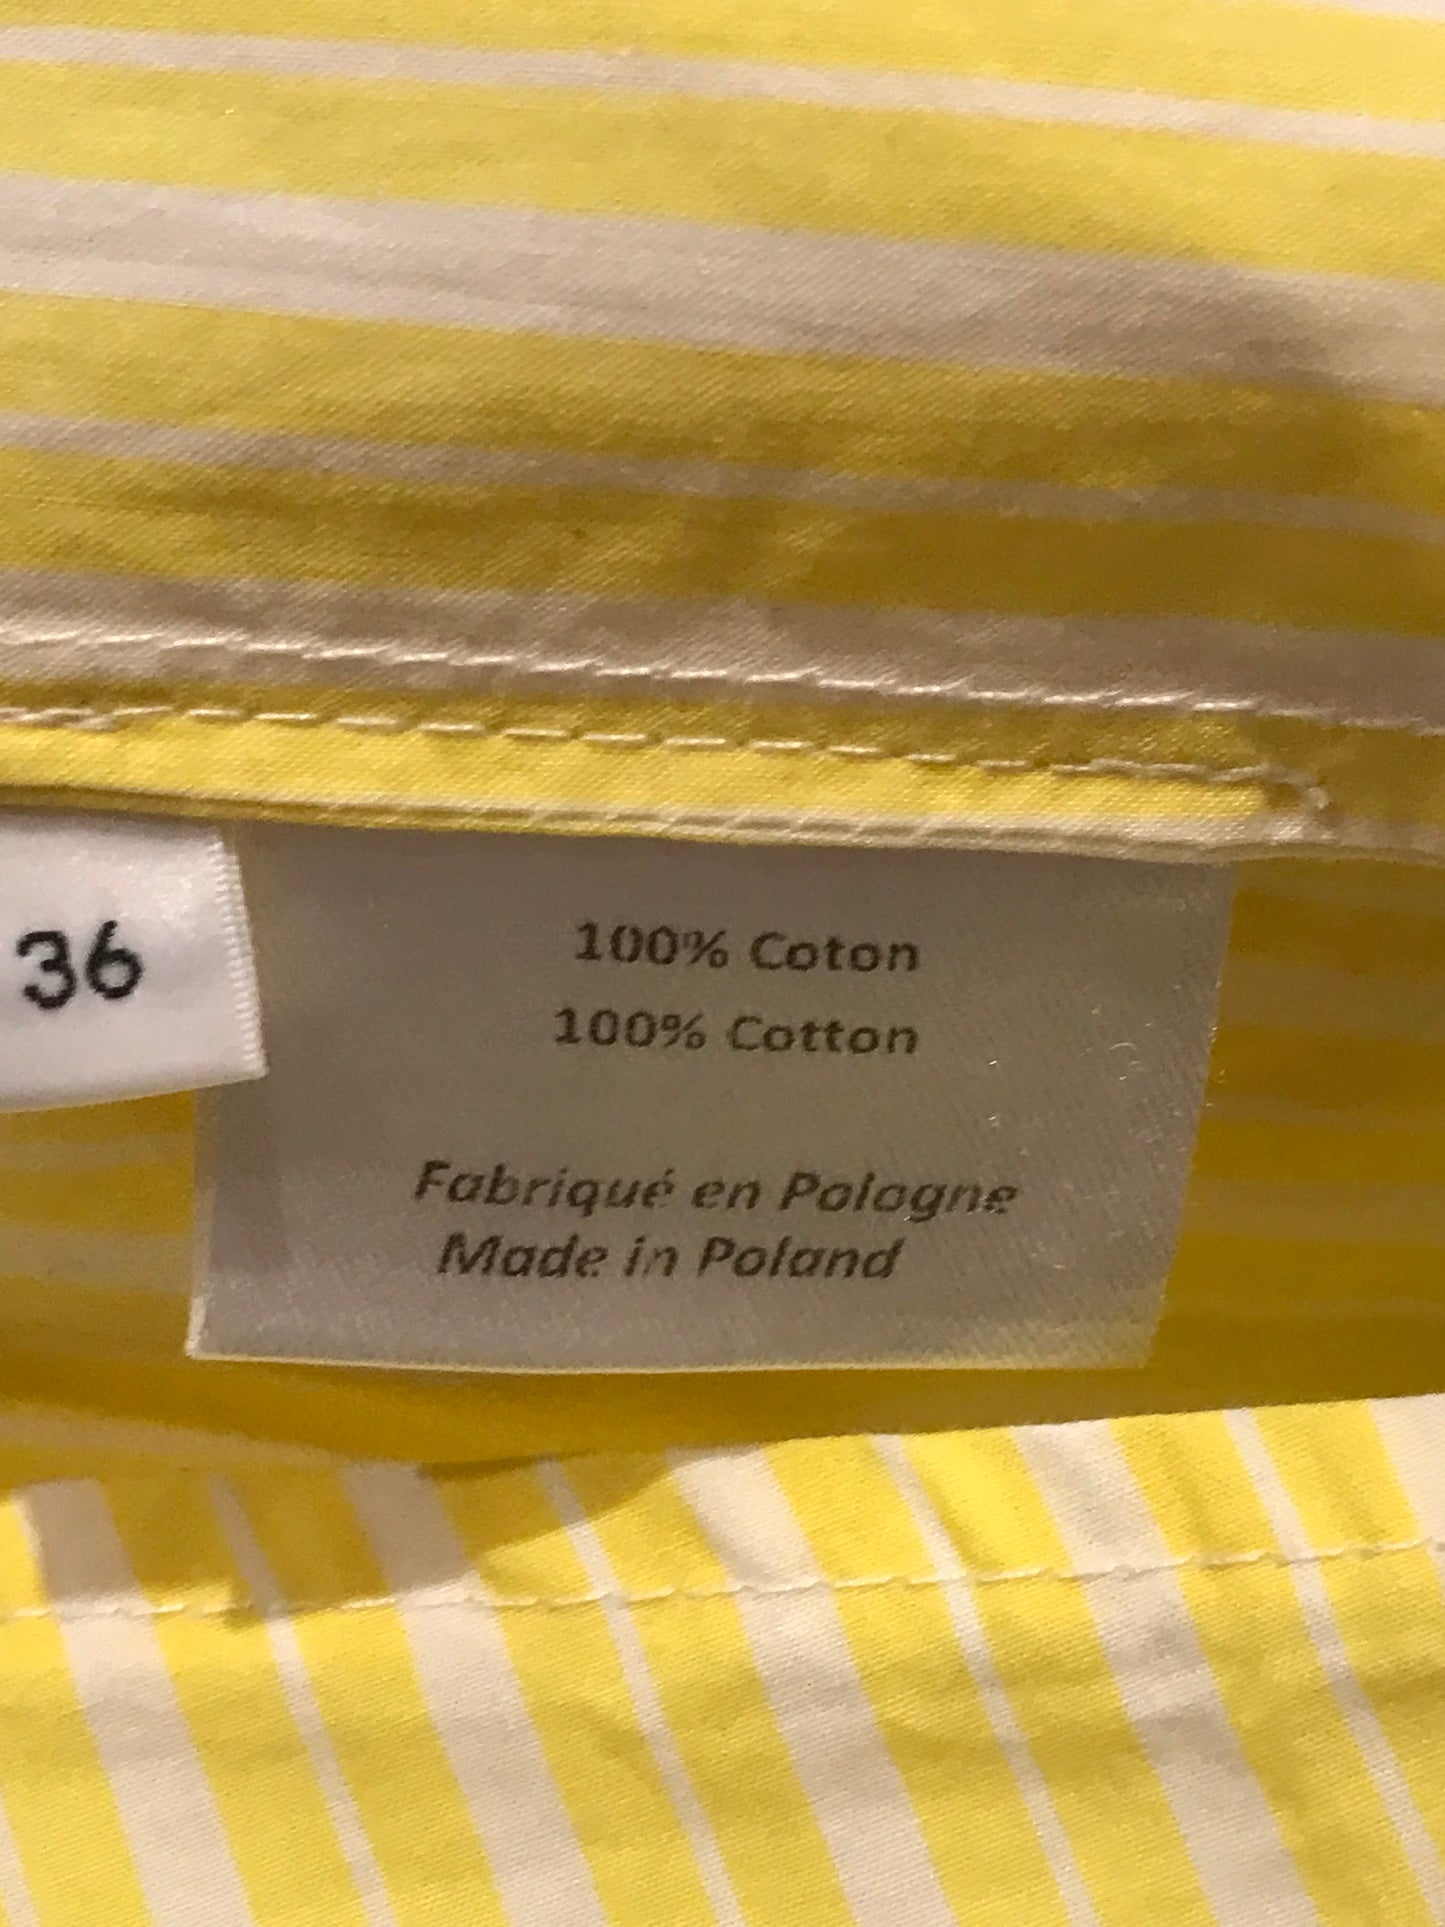 36
100% Coton
100% Cotton
Fabriqué en Pologne
Made in Poland